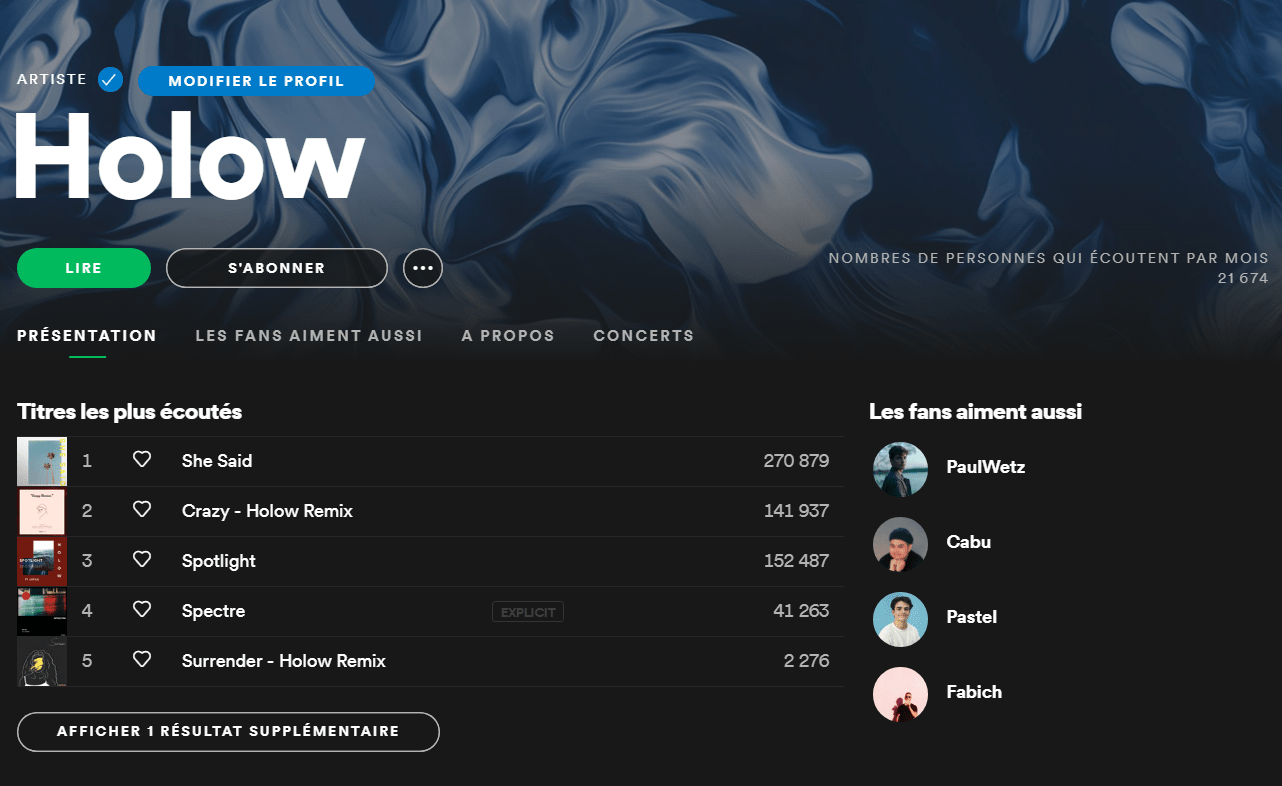 ARTISTE
MODIFIER LE PROFIL
Holow
LIRE
S'ABONNER
NOMBRES DE PERSONNES QUI ÉCOUTENT PAR MOIS
21 674
PRÉSENTATION
LES FANS AIMENT AUSSI
A PROPOS
CONCERTS
Titres les plus écoutés
1 She Said 270 879
2 Crazy - Holow Remix 141 937
SPOTLIGHT
HOLOW
3 Spotlight 152 487
4 Spectre EXPLICIT 41 263
5 Surrender - Holow Remix 2 276
AFFICHER 1 RÉSULTAT SUPPLÉMENTAIRE
Les fans aiment aussi
PaulWetz
Cabu
Pastel
Fabich